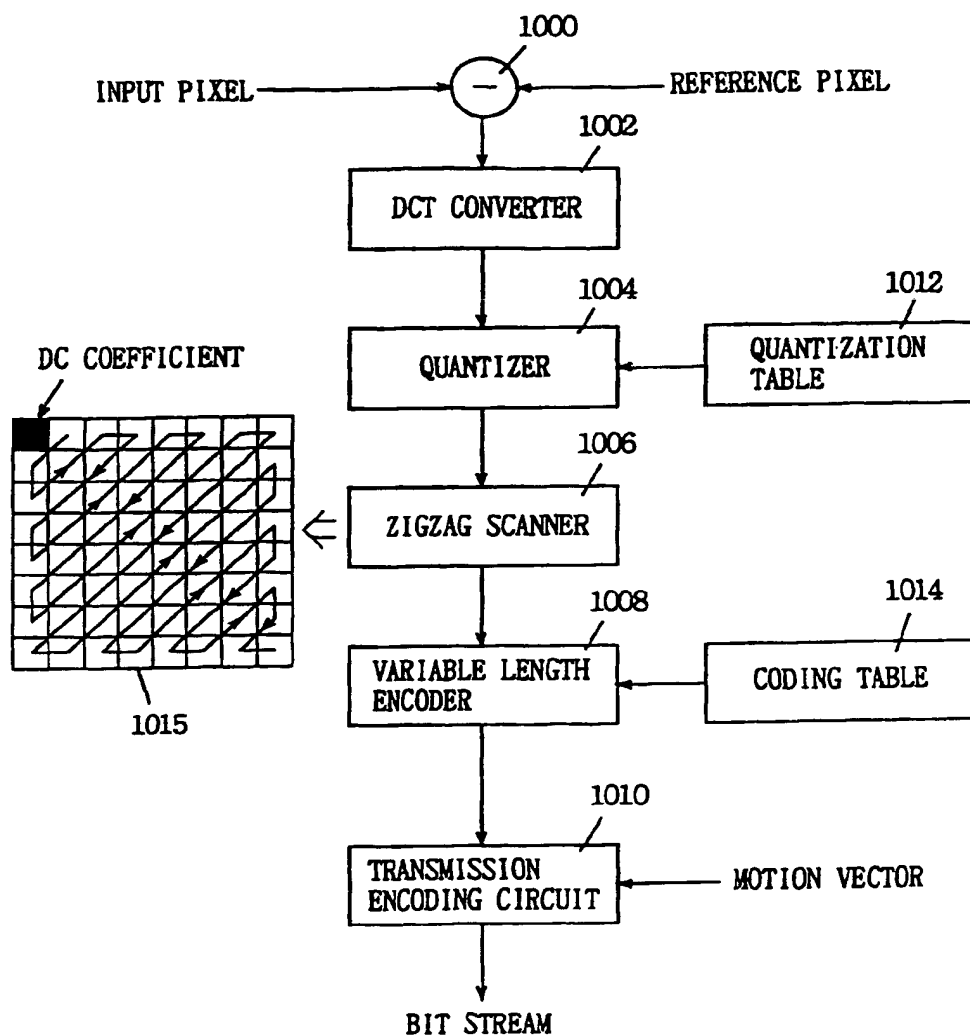 1000
INPUT PIXEL
−
REFERENCE PIXEL
1002
DCT CONVERTER
1004
1012
DC COEFFICIENT
QUANTIZER
QUANTIZATION
TABLE
1006
ZIGZAG SCANNER
1008
1014
VARIABLE LENGTH
ENCODER
CODING TABLE
1015
1010
TRANSMISSION
ENCODING CIRCUIT
MOTION VECTOR
BIT STREAM